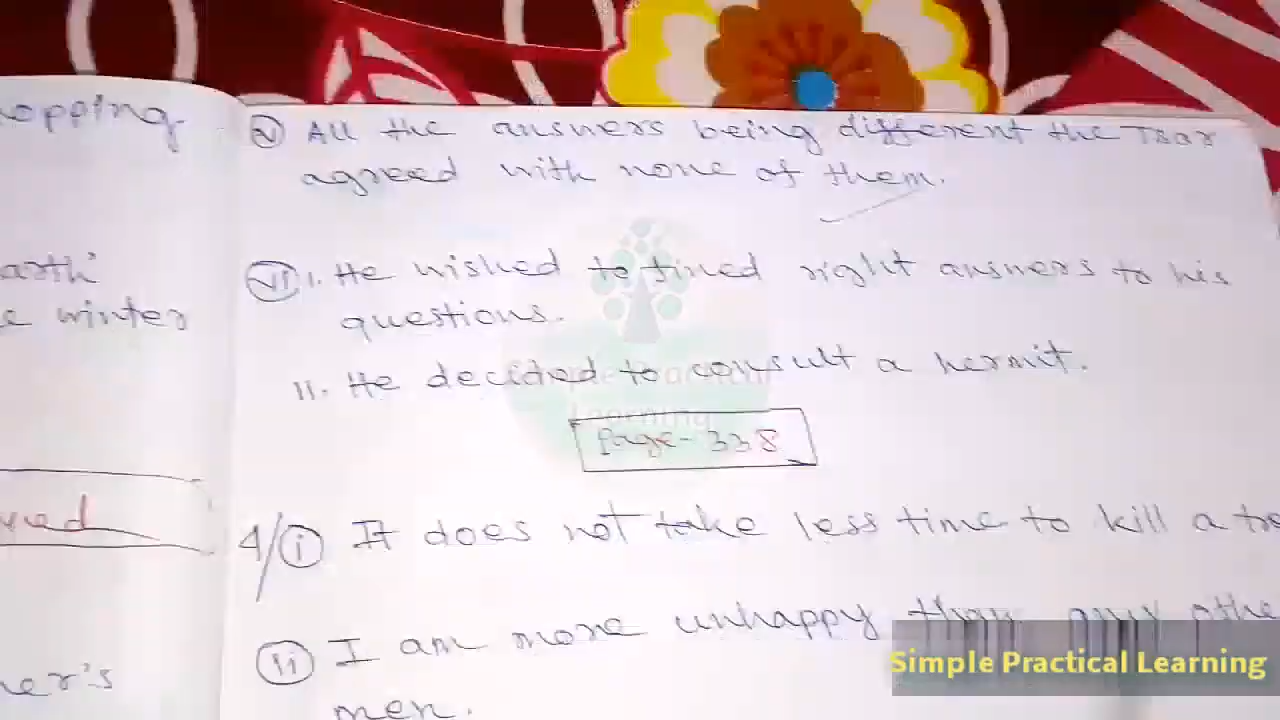 opping
(v) All the answers being different the Tsar
agreed with none of them.
arth
e winter
(vi) i. He wished to fined right answers to his
questions.
ii. He decided to consult a hermit.
Page-338
4/(i) It does not take less time to kill a tre
(ii) I am more unhappy than any othe
men.
ner's
Simple Practical Learning